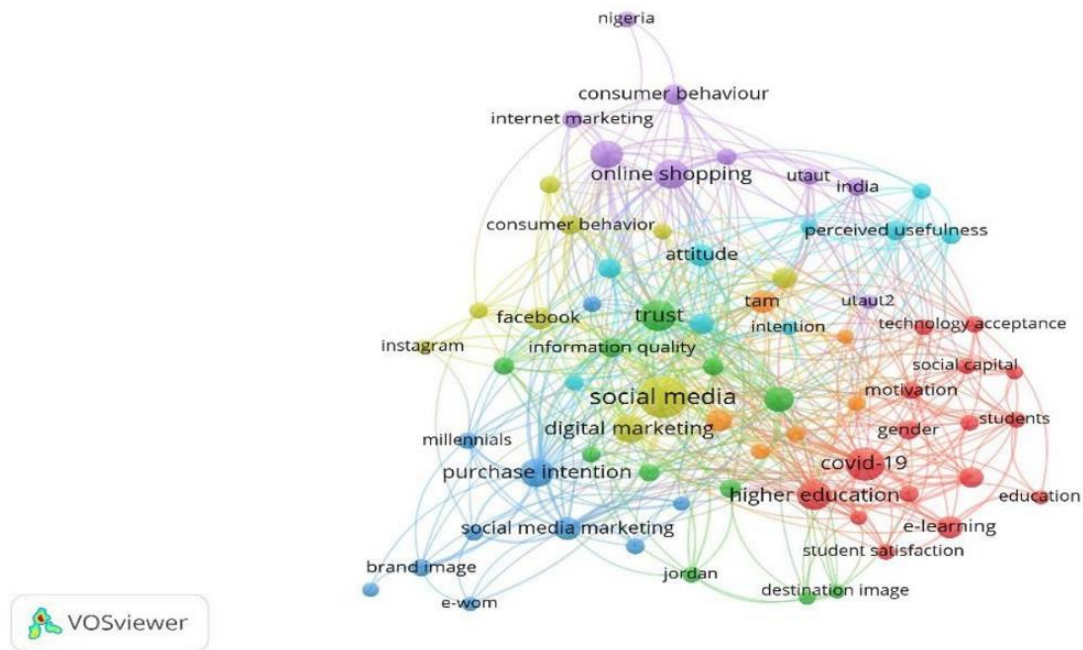 nigeria
consumer behaviour
internet marketing
online shopping
utaut
india
consumer behavior
perceived usefulness
attitude
tam
utaut2
facebook
trust
intention
technology acceptance
instagram
information quality
social capital
motivation
social media
students
millennials
digital marketing
gender
purchase intention
covid-19
higher education
education
social media marketing
e-learning
student satisfaction
brand image
jordan
destination image
e-wom
VOSviewer